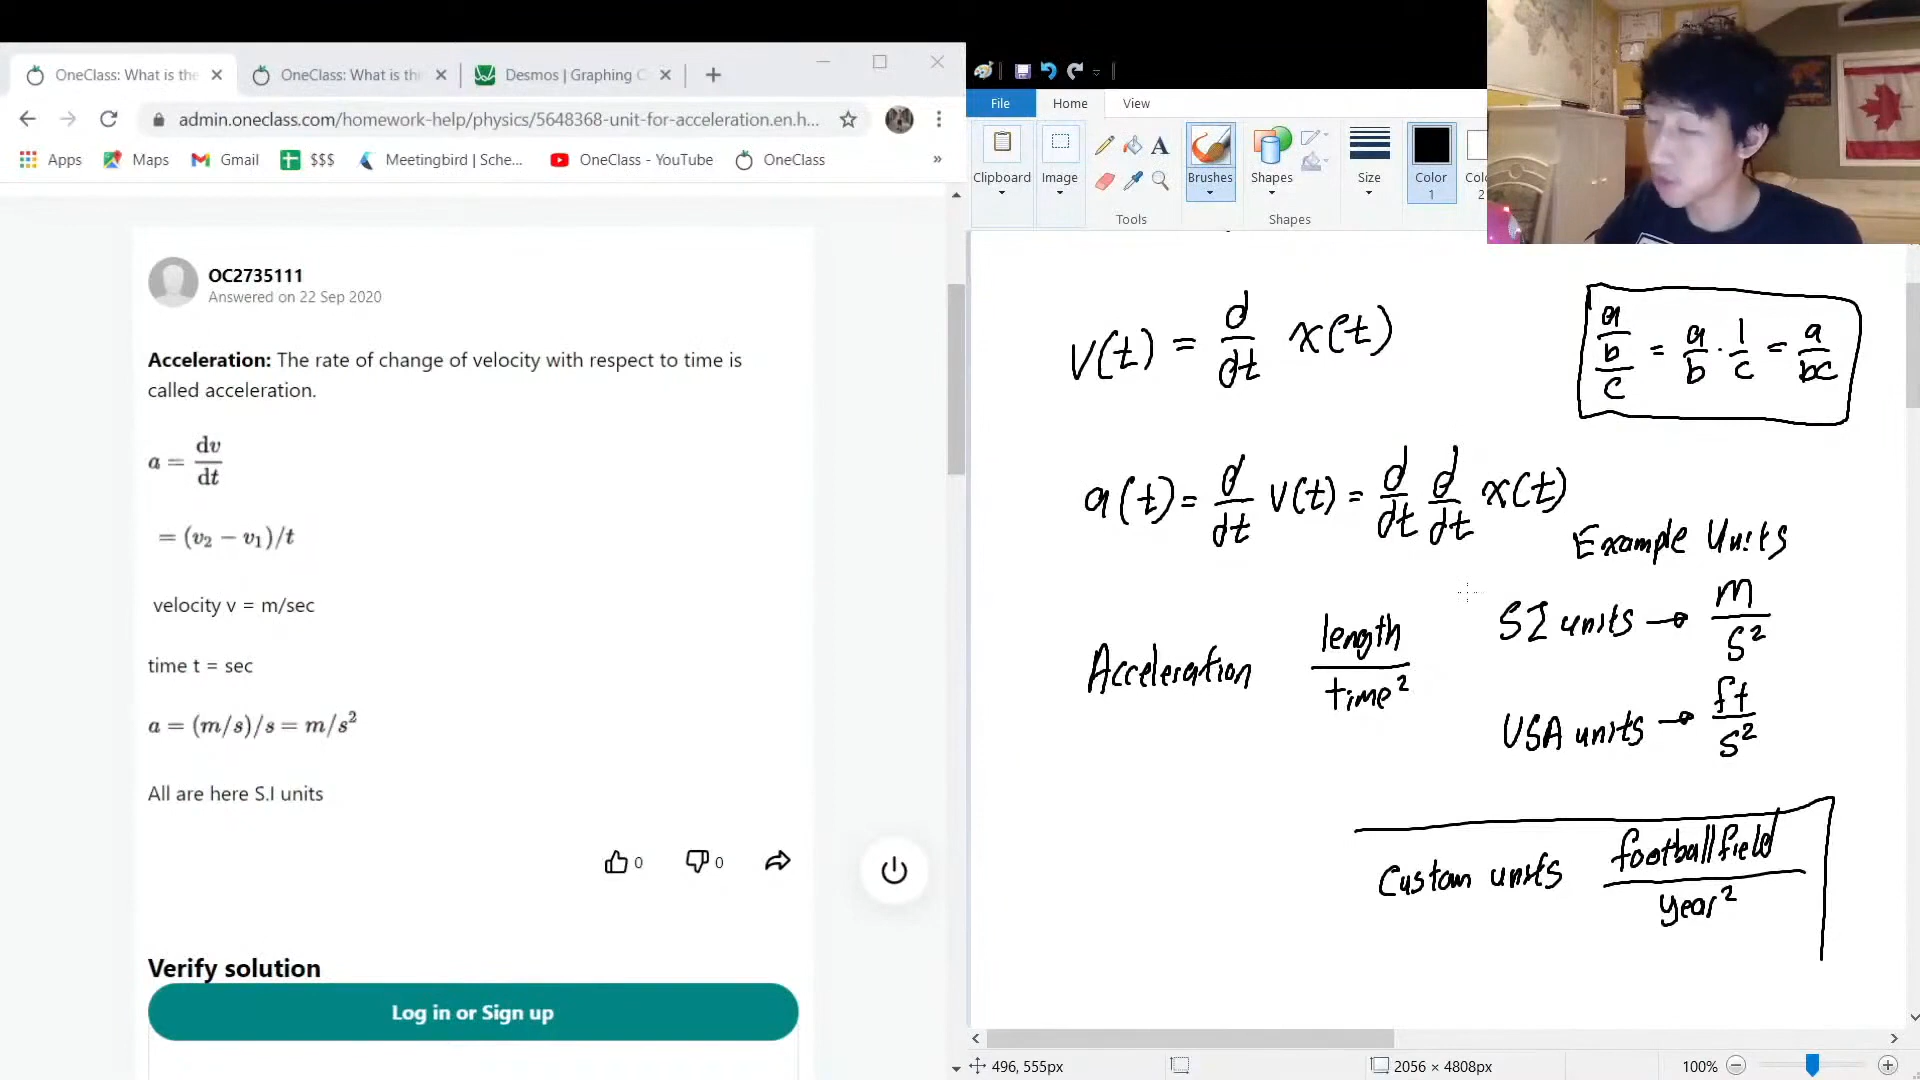 OneClass: What is the
OneClass: What is thi
Desmos | Graphing C
admin.oneclass.com/homework-help/physics/5648368-unit-for-acceleration.en.h...
Apps
Maps
Gmail
$$$
Meetingbird | Sche...
OneClass - YouTube
OneClass
»
OC2735111
Answered on 22 Sep 2020
Acceleration: The rate of change of velocity with respect to time is
called acceleration.
a = dv/dt
= (v₂ − v₁)/t
velocity v = m/sec
time t = sec
a = (m/s)/s = m/s²
All are here S.I units
0
0
Verify solution
Log in or Sign up
File
Home
View
Clipboard
Image
Tools
Brushes
Shapes
Shapes
Size
Color
1
Colo
2
v(t) = d/dt x(t)
a/b/c = a/b · 1/c = a/bc
a(t) = d/dt v(t) = d/dt d/dt x(t)
Example Units
SI units → m/s²
Acceleration length/time²
USA units → ft/s²
Custom units football field/year²
496, 555px
2056 × 4808px
100%